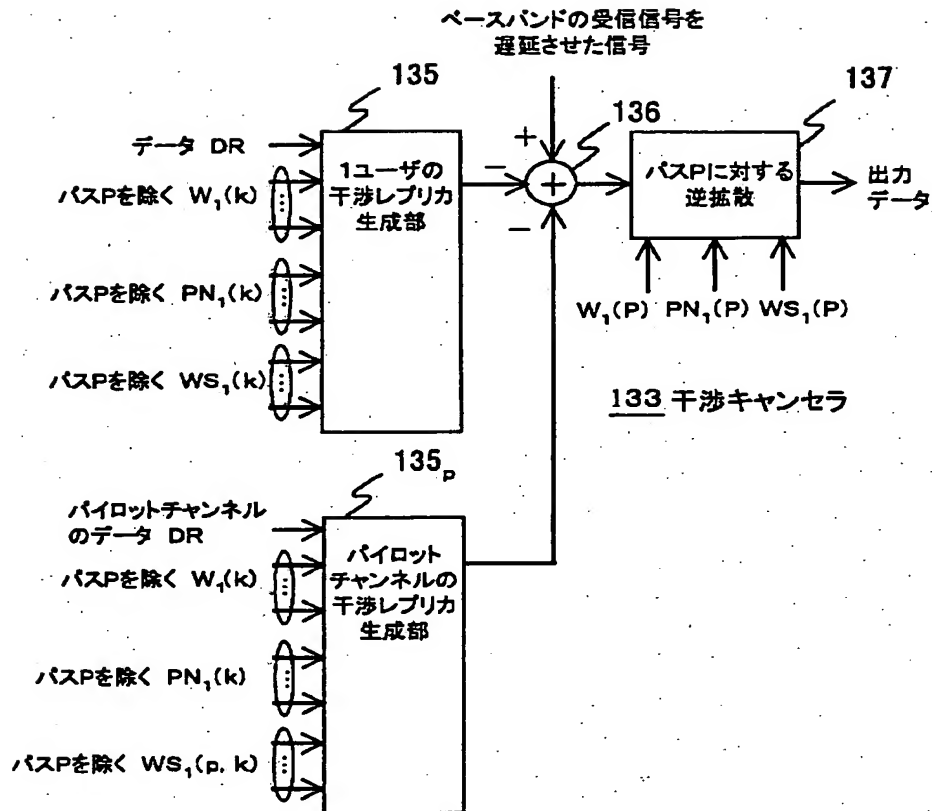 ベースバンドの受信信号を
遅延させた信号
135
データ DR
パスPを除く W₁(k)
パスPを除く PN₁(k)
パスPを除く WS₁(k)
1ユーザの
干渉レプリカ
生成部
+
−
−
+
136
137
パスPに対する
逆拡散
出力
データ
W₁(P) PN₁(P) WS₁(P)
133 干渉キャンセラ
135ₚ
パイロットチャンネル
のデータ DR
パスPを除く W₁(k)
パスPを除く PN₁(k)
パスPを除く WS₁(p, k)
パイロット
チャンネルの
干渉レプリカ
生成部